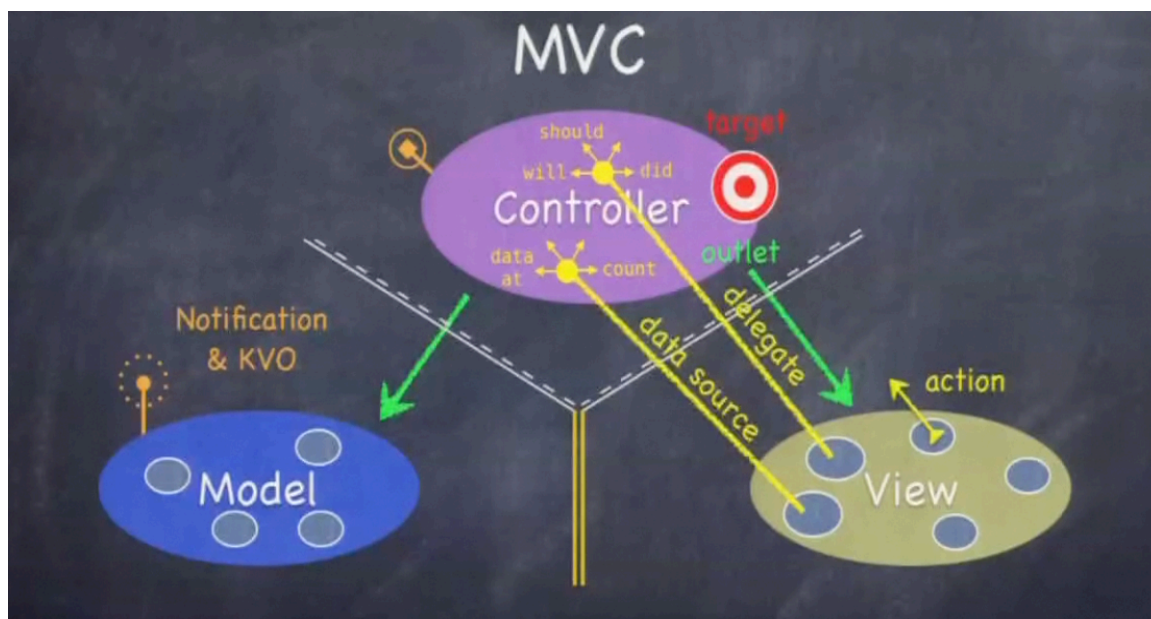 MVC
target
should
will
did
Controller
data
at
count
outlet
delegate
data source
Notification
& KVO
action
Model
View